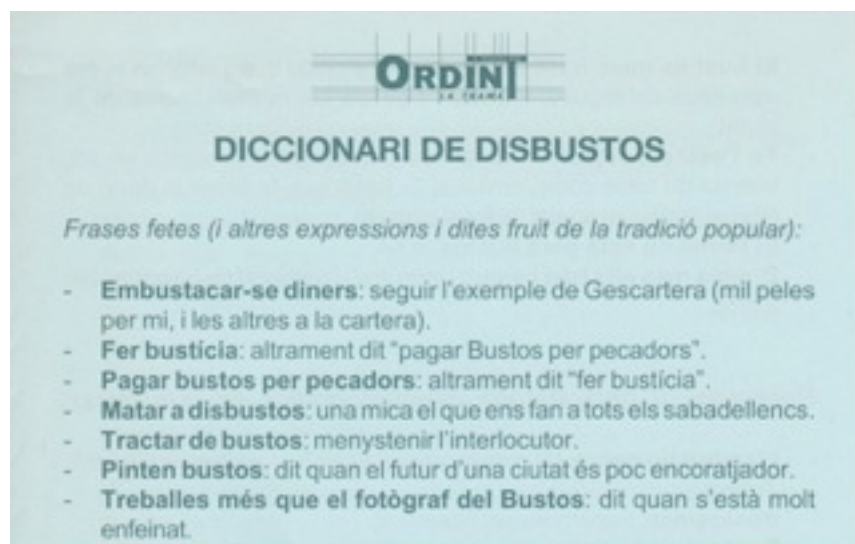 ORDINT
LA TRAMA
DICCIONARI DE DISBUSTOS
Frases fetes (i altres expressions i dites fruit de la tradició popular):
- Embustacar-se diners: seguir l'exemple de Gescartera (mil peles
per mi, i les altres a la cartera).
- Fer bustícia: altrament dit "pagar Bustos per pecadors".
- Pagar bustos per pecadors: altrament dit "fer bustícia".
- Matar a disbustos: una mica el que ens fan a tots els sabadellencs.
- Tractar de bustos: menystenir l'interlocutor.
- Pinten bustos: dit quan el futur d'una ciutat és poc encoratjador.
- Treballes més que el fotògraf del Bustos: dit quan s'està molt
enfeinat.